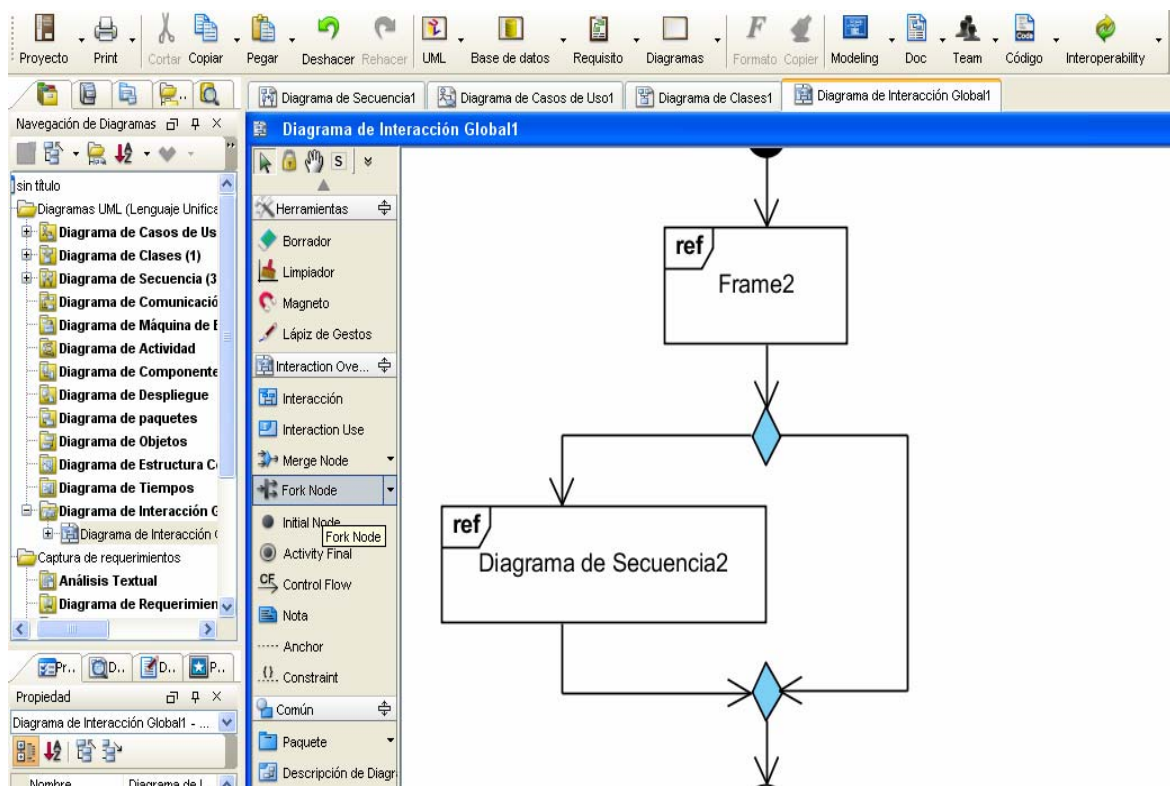 Proyecto Print Cortar Copiar Pegar Deshacer Rehacer UML Base de datos Requisito Diagramas Formato Copier Modeling Doc Team Código Interoperability
Diagrama de Secuencia1 Diagrama de Casos de Uso1 Diagrama de Clases1 Diagrama de Interacción Global1
Navegación de Diagramas
sin título
Diagramas UML (Lenguaje Unifica
Diagrama de Casos de Us
Diagrama de Clases (1)
Diagrama de Secuencia (3
Diagrama de Comunicació
Diagrama de Máquina de E
Diagrama de Actividad
Diagrama de Componente
Diagrama de Despliegue
Diagrama de paquetes
Diagrama de Objetos
Diagrama de Estructura C
Diagrama de Tiempos
Diagrama de Interacción G
Diagrama de Interacción
Captura de requerimientos
Análisis Textual
Diagrama de Requerimien
Pr.. D.. D.. P..
Propiedad
Diagrama de Interacción Global1 - ...
Nombre Diagrama de I
Diagrama de Interacción Global1
S
Herramientas
Borrador
Limpiador
Magneto
Lápiz de Gestos
Interaction Ove...
Interacción
Interaction Use
Merge Node
Fork Node
Initial Node
Fork Node
Activity Final
CF Control Flow
Nota
Anchor
{} Constraint
Común
Paquete
Descripción de Diagr
ref
Frame2
ref
Diagrama de Secuencia2